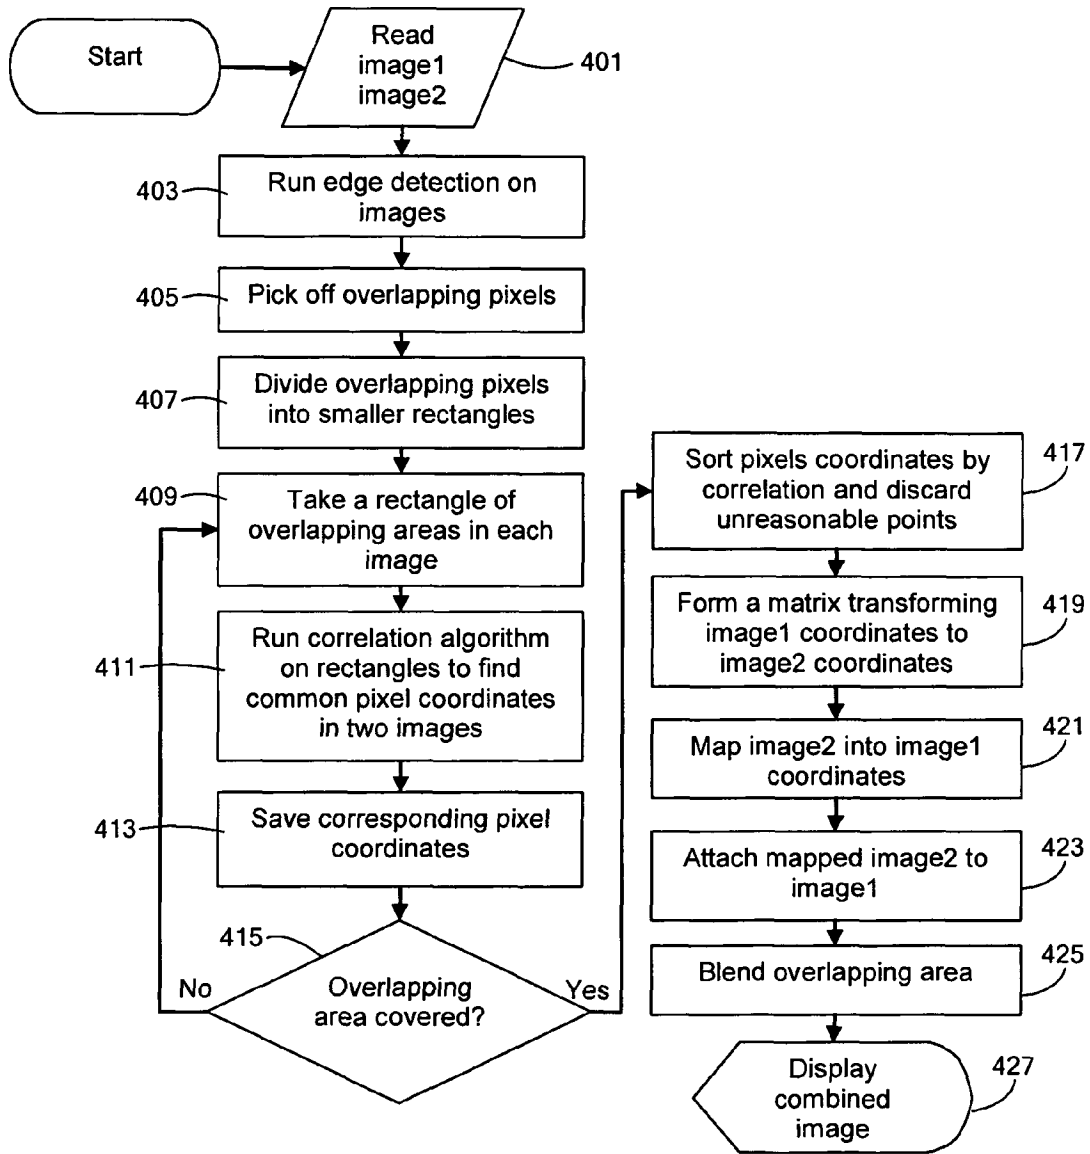 Start
Read
image1
image2
401
403
Run edge detection on
images
405
Pick off overlapping pixels
407
Divide overlapping pixels
into smaller rectangles
409
Take a rectangle of
overlapping areas in each
image
411
Run correlation algorithm
on rectangles to find
common pixel coordinates
in two images
413
Save corresponding pixel
coordinates
415
Overlapping
area covered?
No
Yes
Sort pixels coordinates by
correlation and discard
unreasonable points
417
Form a matrix transforming
image1 coordinates to
image2 coordinates
419
Map image2 into image1
coordinates
421
Attach mapped image2 to
image1
423
Blend overlapping area
425
Display
combined
image
427